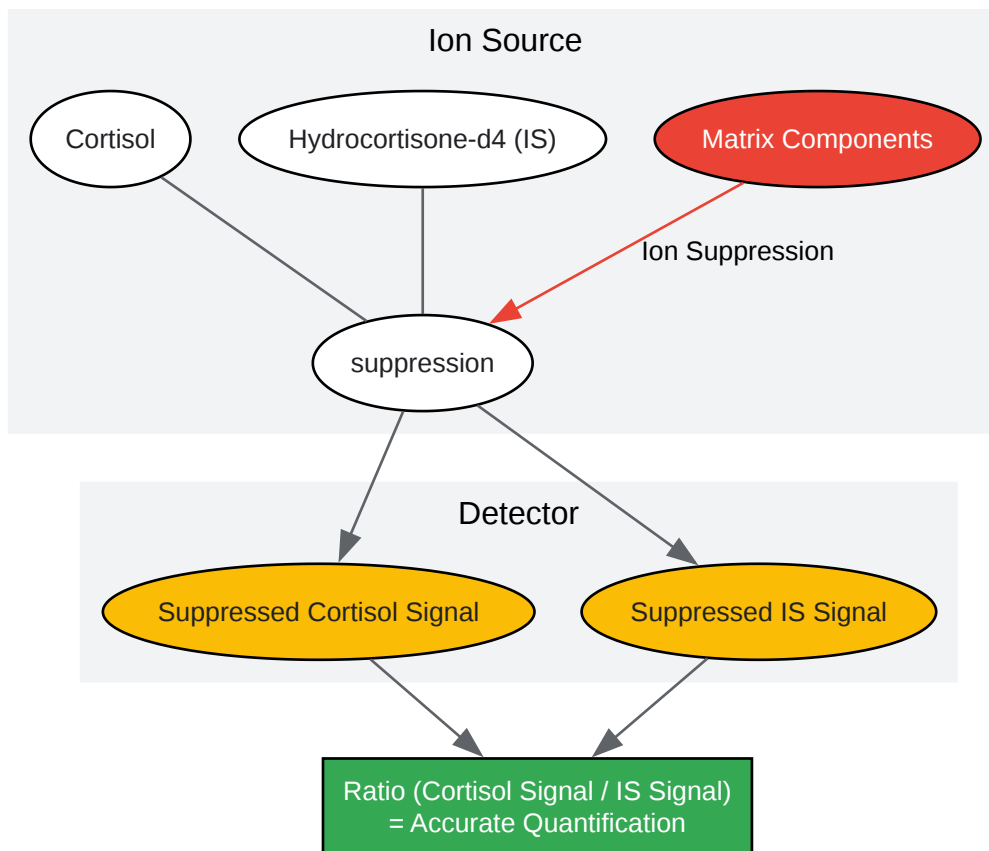 Ion Source
Cortisol
Hydrocortisone-d4 (IS)
Matrix Components
Ion Suppression
suppression
Detector
Suppressed Cortisol Signal
Suppressed IS Signal
Ratio (Cortisol Signal / IS Signal)
= Accurate Quantification